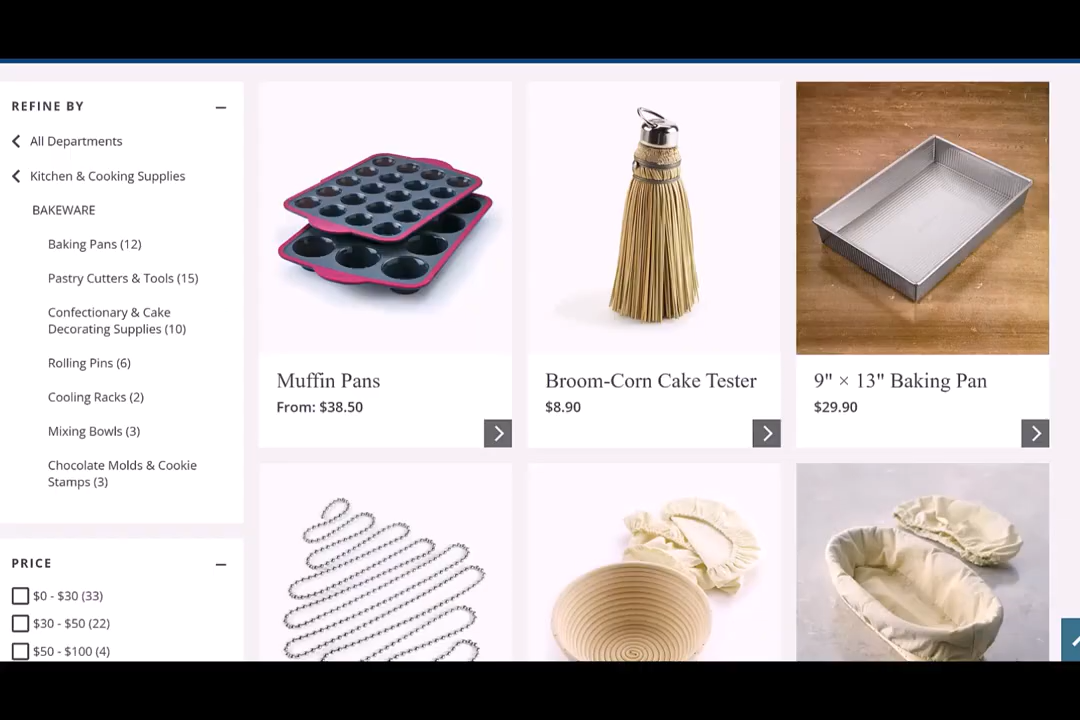 REFINE BY
All Departments
Kitchen & Cooking Supplies
BAKEWARE
Baking Pans (12)
Pastry Cutters & Tools (15)
Confectionary & Cake
Decorating Supplies (10)
Rolling Pins (6)
Cooling Racks (2)
Mixing Bowls (3)
Chocolate Molds & Cookie
Stamps (3)
PRICE
$0 - $30 (33)
$30 - $50 (22)
$50 - $100 (4)
Muffin Pans
From: $38.50
Broom-Corn Cake Tester
$8.90
9" × 13" Baking Pan
$29.90